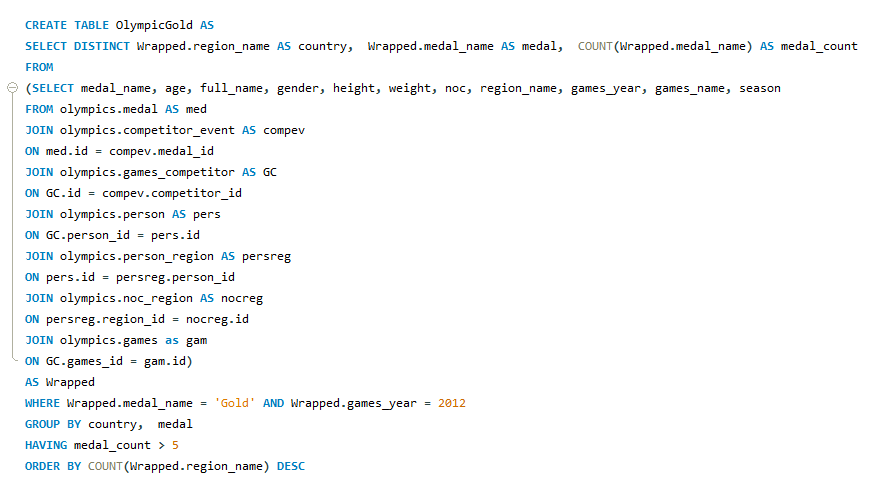 CREATE TABLE OlympicGold AS
SELECT DISTINCT Wrapped.region_name AS country,  Wrapped.medal_name AS medal,  COUNT(Wrapped.medal_name) AS medal_count
FROM
(SELECT medal_name, age, full_name, gender, height, weight, noc, region_name, games_year, games_name, season
FROM olympics.medal AS med
JOIN olympics.competitor_event AS compev
ON med.id = compev.medal_id
JOIN olympics.games_competitor AS GC
ON GC.id = compev.competitor_id
JOIN olympics.person AS pers
ON GC.person_id = pers.id
JOIN olympics.person_region AS persreg
ON pers.id = persreg.person_id
JOIN olympics.noc_region AS nocreg
ON persreg.region_id = nocreg.id
JOIN olympics.games as gam
ON GC.games_id = gam.id)
AS Wrapped
WHERE Wrapped.medal_name = 'Gold' AND Wrapped.games_year = 2012
GROUP BY country,  medal
HAVING medal_count > 5
ORDER BY COUNT(Wrapped.region_name) DESC